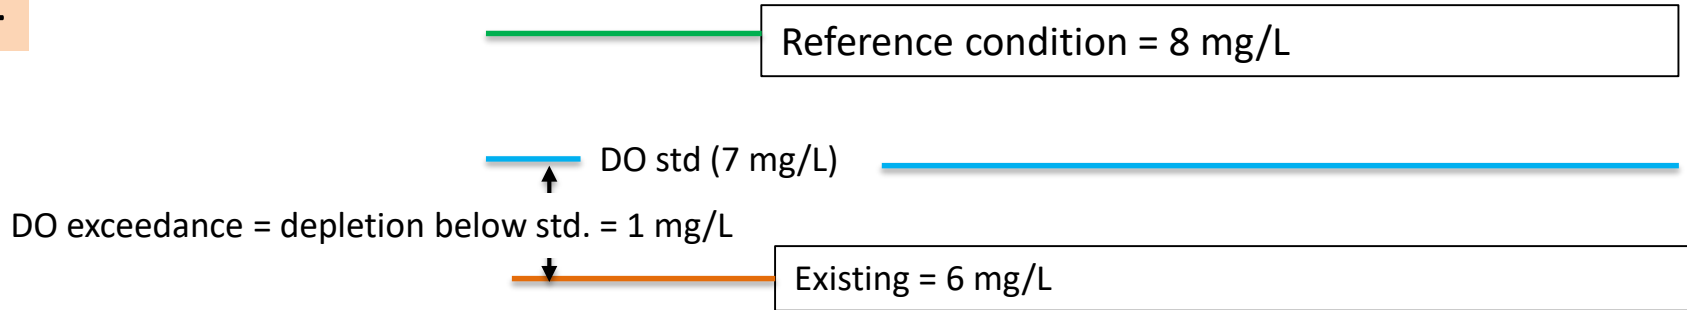 Reference condition = 8 mg/L
DO std (7 mg/L)
DO exceedance = depletion below std. = 1 mg/L
Existing = 6 mg/L